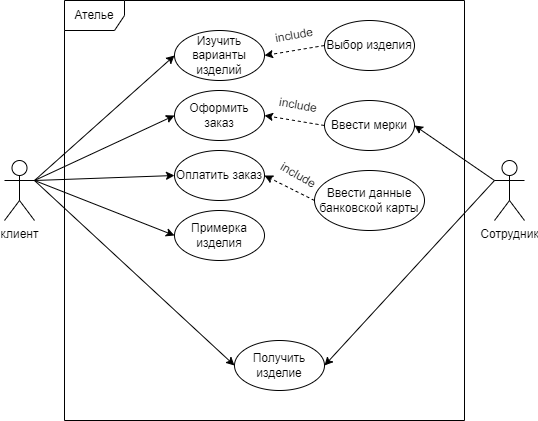 Ателье
Изучить
варианты
изделий
include
Выбор изделия
Оформить
заказ
include
Ввести мерки
Оплатить заказ
include
Ввести данные
банковской карты
Примерка
изделия
клиент
Сотрудник
Получить
изделие